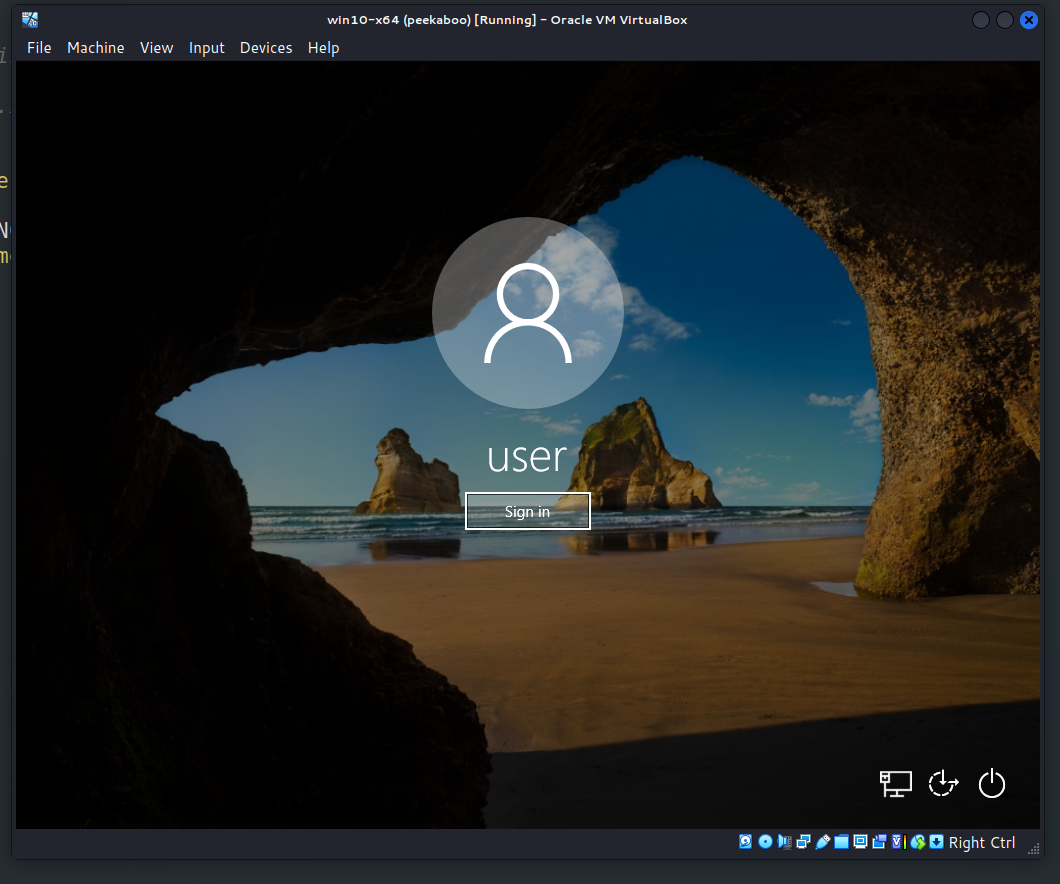 win10-x64 (peekaboo) [Running] - Oracle VM VirtualBox
File Machine View Input Devices Help
user
Sign in
Right Ctrl